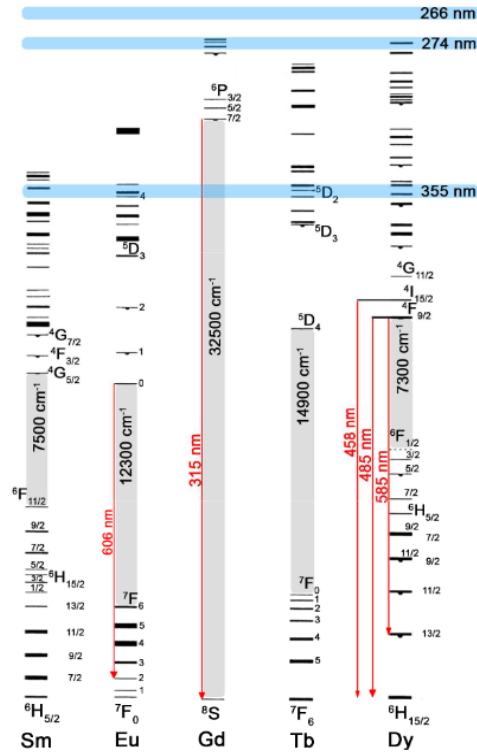 266 nm
274 nm
⁶P
3/2
5/2
7/2
355 nm
4
⁵D₂
⁵D₃
⁵D₃
⁴G₁₁/₂
⁴I₁₅/₂
⁴F₉/₂
2
⁵D₄
⁴G₇/₂
⁴F₃/₂
1
⁴G₅/₂
0
7500 cm⁻¹
12300 cm⁻¹
32500 cm⁻¹
14900 cm⁻¹
7300 cm⁻¹
606 nm
315 nm
458 nm
485 nm
585 nm
⁶F₁₁/₂
9/2
7/2
5/2
3/2
1/2
⁶H₁₅/₂
13/2
11/2
9/2
7/2
⁷F₆
5
4
3
2
1
⁷F₀
1
2
3
4
5
⁶F₁/₂
3/2
5/2
7/2
⁶H₅/₂
9/2
7/2
11/2
9/2
11/2
13/2
⁶H₅/₂
⁷F₀
⁸S
⁷F₆
⁶H₁₅/₂
Sm
Eu
Gd
Tb
Dy